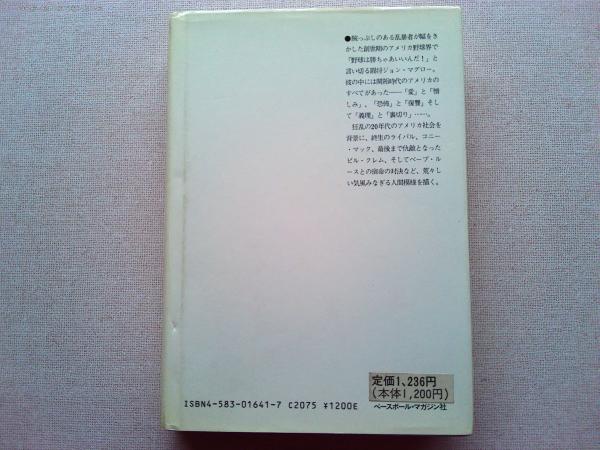 ●腕っぷしのある乱暴者が幅をき
かした創世期のアメリカ野球界で
「野球は勝ちゃあいいんだ！」と
言い切る闘将ジョン・マグロー。
彼の中には開拓時代のアメリカの
すべてがあった――「愛」と「憎
しみ」、「恐怖」と「復讐」そし
て「義理」と「裏切り」……。
狂乱の20年代のアメリカ社会を
背景に、終生のライバル、コニー
・マック、最後まで仇敵となった
ビル・クレム、そしてベーブ・ル
ースとの宿命の対決など、荒々し
い気風みなぎる人間模様を描く。
定価1,236円
(本体1,200円)
ISBN4-583-01641-7 C2075 ¥1200E
ベースボール・マガジン社